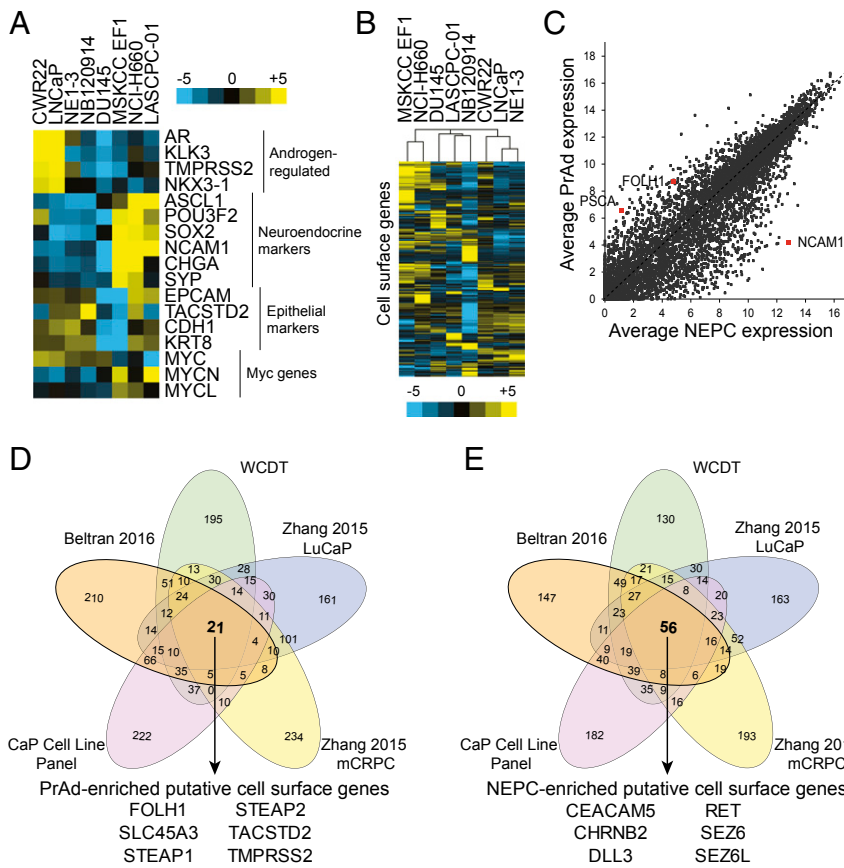 A
CWR22
LNCaP
NE1-3
NB120914
DU145
MSKCC EF1
NCI-H660
LASCPC-01
-5 0 +5
AR
KLK3
TMPRSS2
NKX3-1
Androgen-
regulated
ASCL1
POU3F2
SOX2
NCAM1
CHGA
SYP
Neuroendocrine
markers
EPCAM
TACSTD2
CDH1
KRT8
Epithelial
markers
MYC
MYCN
MYCL
Myc genes
B
MSKCC EF1
NCI-H660
DU145
LASCPC-01
NB120914
CWR22
LNCaP
NE1-3
Cell surface genes
-5 0 +5
C
Average PrAd expression
16
14
12
10
8
6
4
2
0
FOLH1
PSCA
NCAM1
0 2 4 6 8 10 12 14 16
Average NEPC expression
D
WCDT
Beltran 2016
Zhang 2015
LuCaP
195
13
28
51
10
30
15
210
24
14
30
161
12
11
14
21
4
101
15
10
10
66
35
5
5
8
37
0
10
222
234
CaP Cell Line
Panel
Zhang 2015
mCRPC
PrAd-enriched putative cell surface genes
FOLH1 STEAP2
SLC45A3 TACSTD2
STEAP1 TMPRSS2
E
WCDT
Beltran 2016
Zhang 2015
LuCaP
130
21
30
49
17
15
14
147
27
8
20
163
23
23
11
56
16
52
9
19
14
40
39
8
6
19
35
9
16
182
193
CaP Cell Line
Panel
Zhang 201
mCRPC
NEPC-enriched putative cell surface genes
CEACAM5 RET
CHRNB2 SEZ6
DLL3 SEZ6L